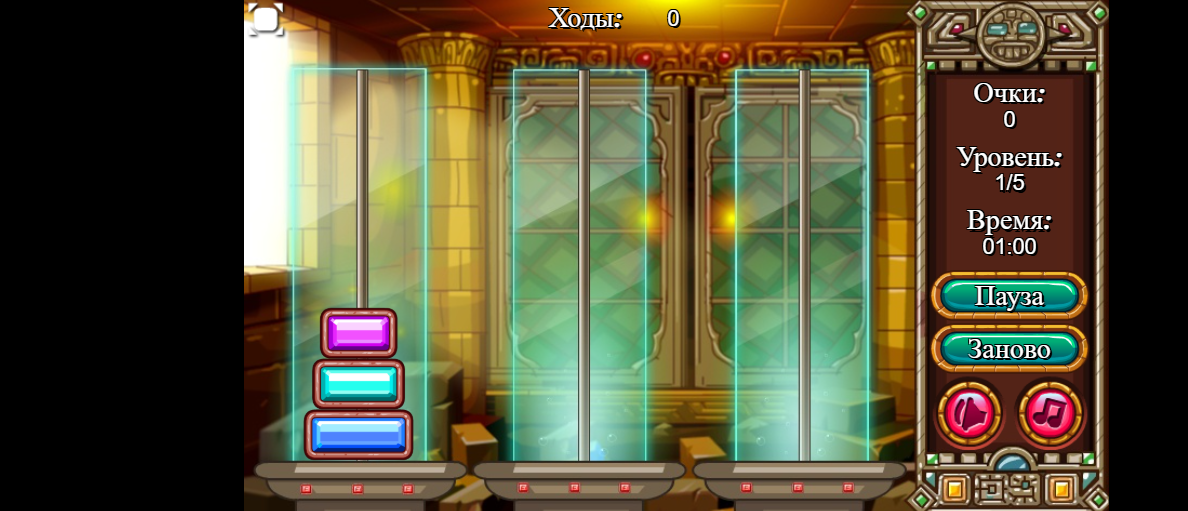 Ходы: 0
Очки:
0
Уровень:
1/5
Время:
01:00
Пауза
Заново